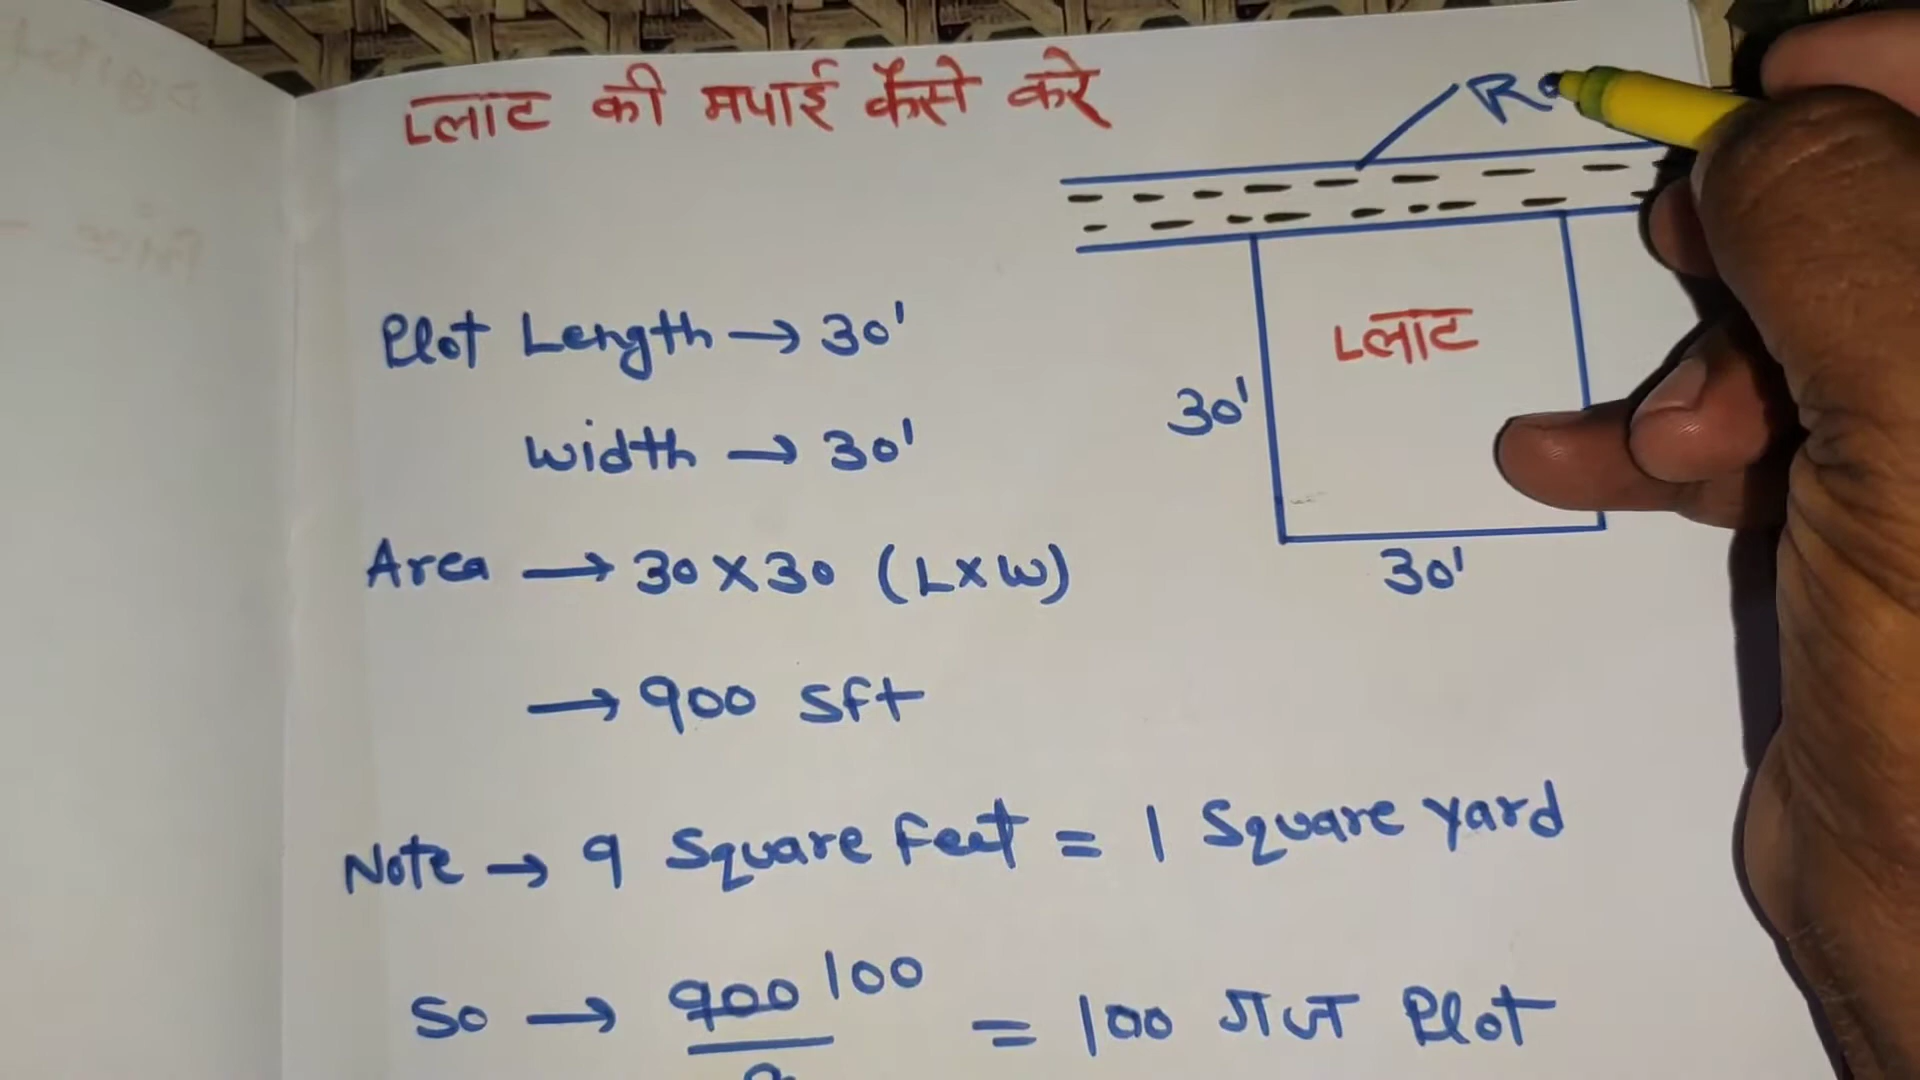 प्लाट की मपाई कैसे करे
Plot Length → 30'
width → 30'
Area → 30 X 30 (L X W)
→ 900 Sft
Note → 9 Square Feet = 1 Square Yard
So → 900 100
= 100 गज Plot
प्लाट
30'
30'